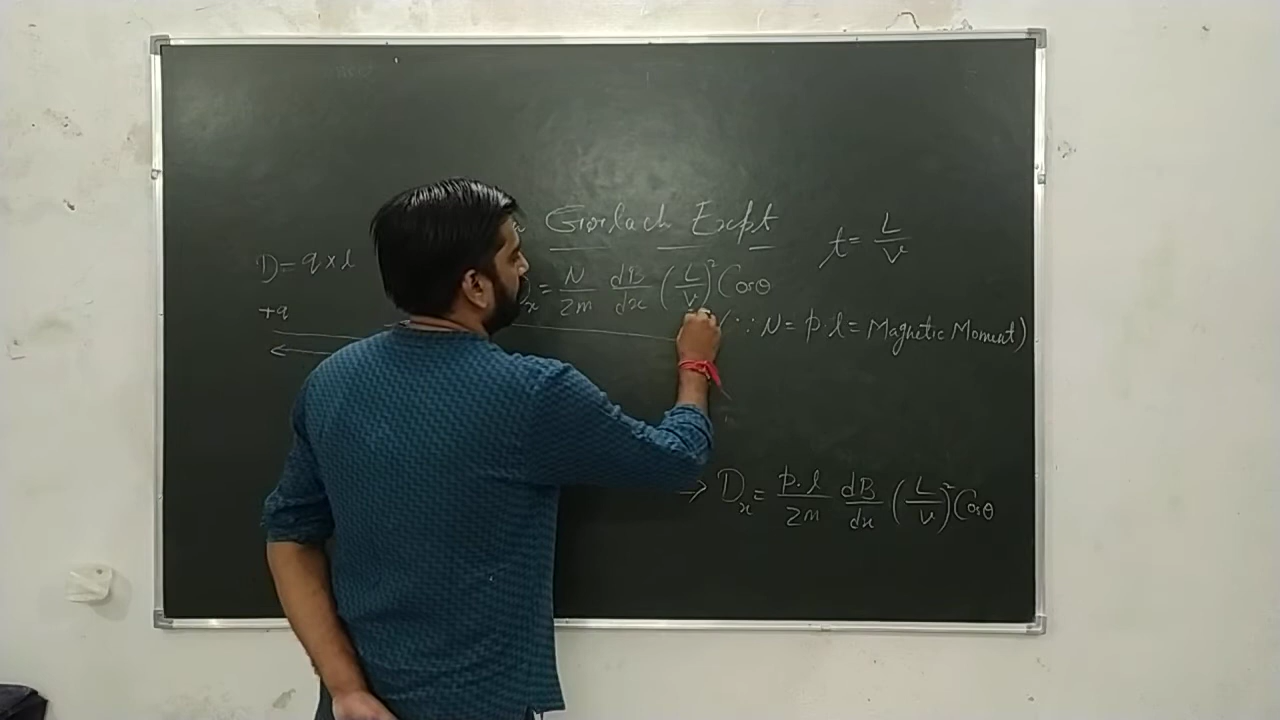 Gerlach Expt
t = L/V
D = q × l
x = N/2m dB/dx (L/V)² Cosθ
+q
(∵ N = p.l = Magnetic Moment)
→ Dx = p.l/2m dB/dx (L/V)² Cosθ